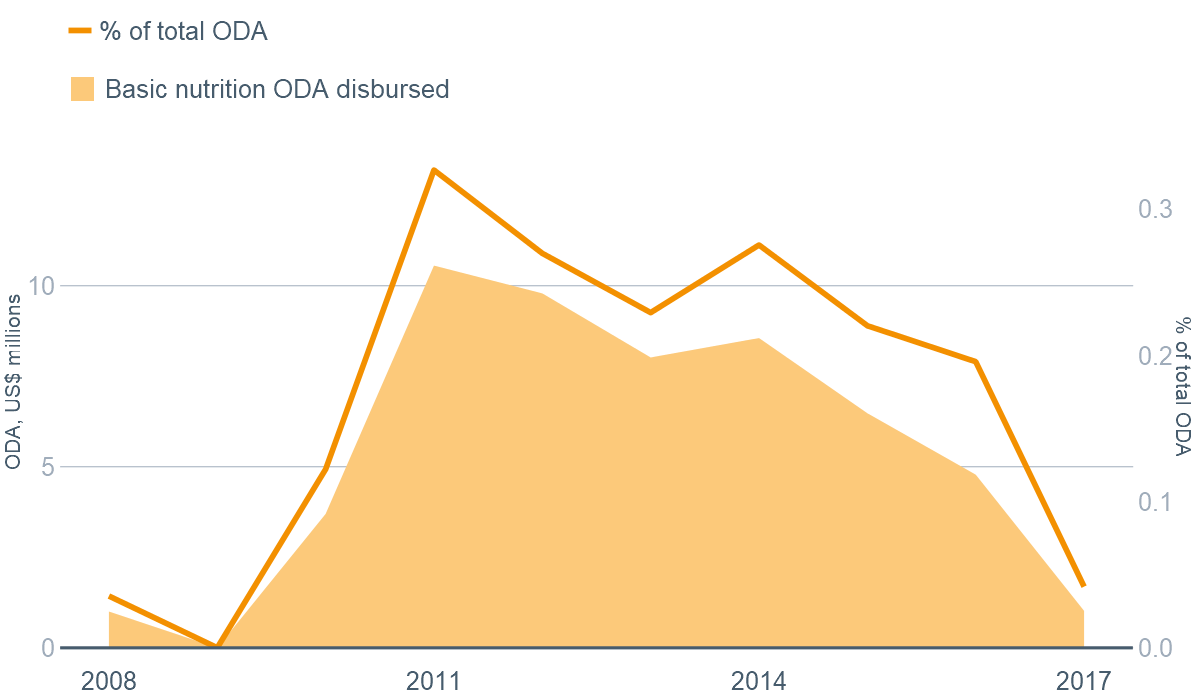 % of total ODA
Basic nutrition ODA disbursed
0.3
10
ODA, US$ millions
% of total ODA
0.2
5
0.1
0
0.0
2008
2011
2014
2017